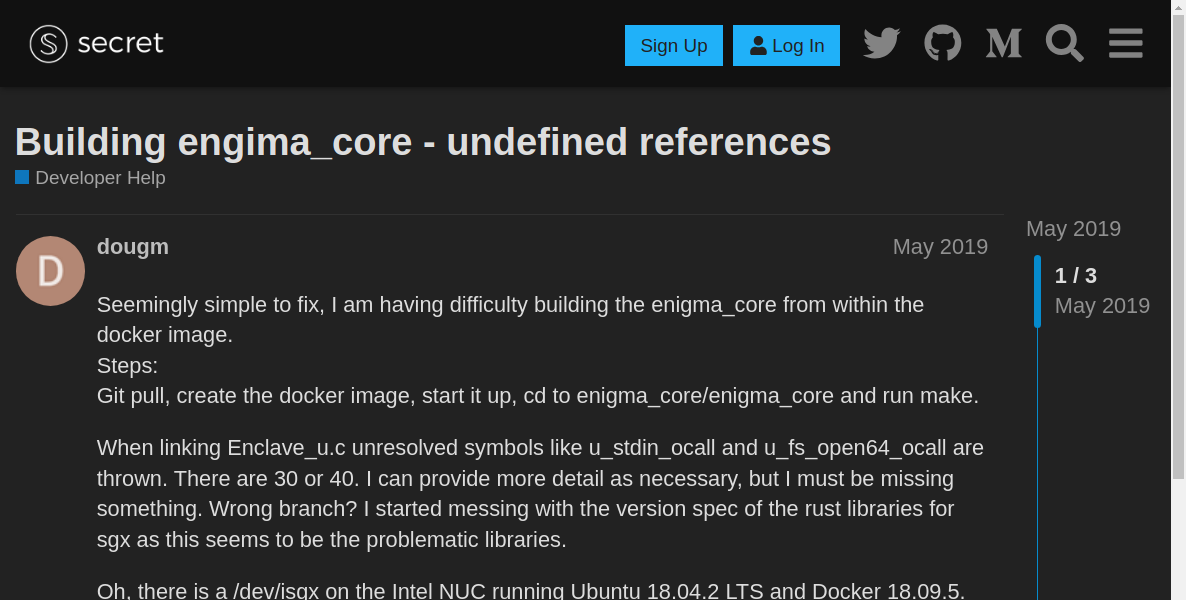 secret
Sign Up
Log In
Building engima_core - undefined references
Developer Help
May 2019
D
dougm
May 2019
1 / 3
May 2019
Seemingly simple to fix, I am having difficulty building the enigma_core from within the
docker image.
Steps:
Git pull, create the docker image, start it up, cd to enigma_core/enigma_core and run make.
When linking Enclave_u.c unresolved symbols like u_stdin_ocall and u_fs_open64_ocall are
thrown. There are 30 or 40. I can provide more detail as necessary, but I must be missing
something. Wrong branch? I started messing with the version spec of the rust libraries for
sgx as this seems to be the problematic libraries.
Oh, there is a /dev/isgx on the Intel NUC running Ubuntu 18.04.2 LTS and Docker 18.09.5.